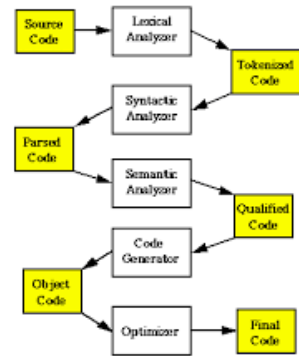 Source
Code
Lexical
Analyzer
Tokenized
Code
Syntactic
Analyzer
Parsed
Code
Semantic
Analyzer
Qualified
Code
Code
Generator
Object
Code
Optimizer
Final
Code